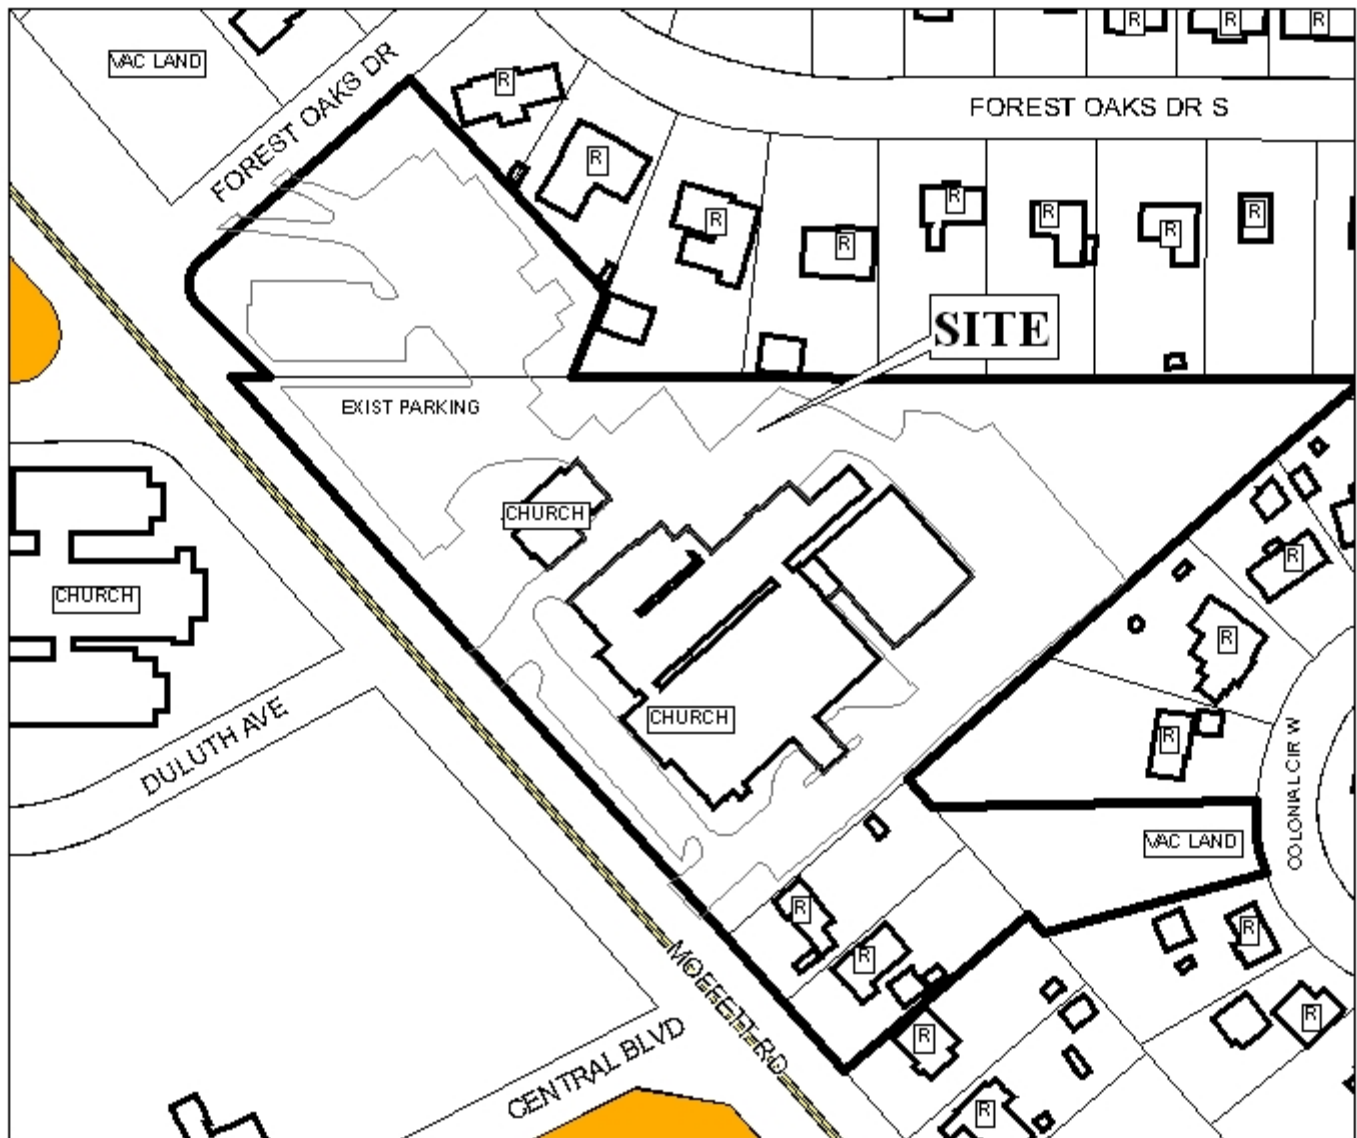 R
R
R
VAC LAND
R
FOREST OAKS DR
FOREST OAKS DR S
R
R
R
R
R
R
R
SITE
EXIST PARKING
CHURCH
R
CHURCH
R
CHURCH
R
DULUTH AVE
COLONIAL CIR W
VAC LAND
R
R
R
MOFFETT RD
R
R
CENTRAL BLVD
R